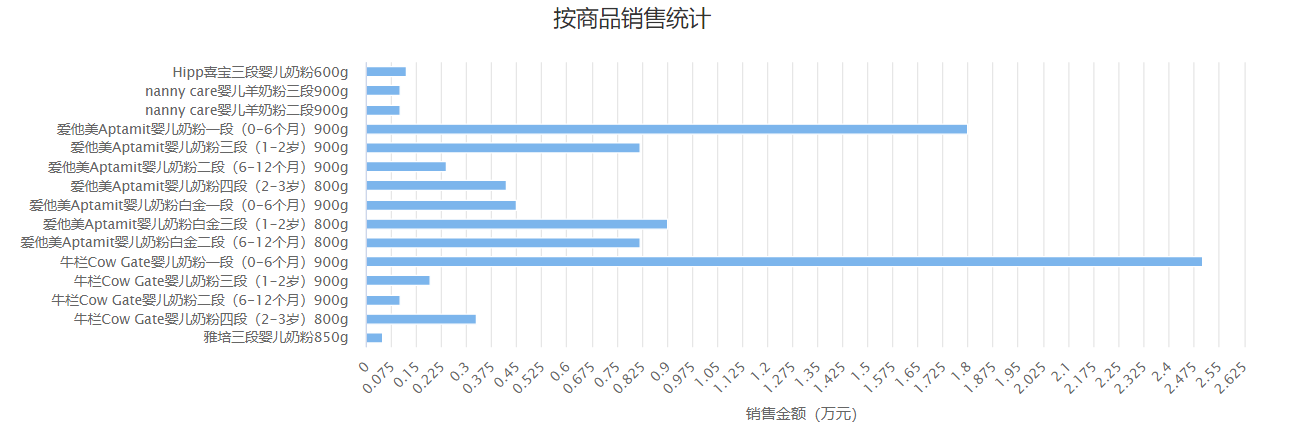 按商品销售统计
Hipp喜宝三段婴儿奶粉600g
nanny care婴儿羊奶粉三段900g
nanny care婴儿羊奶粉二段900g
爱他美Aptamit婴儿奶粉一段（0-6个月）900g
爱他美Aptamit婴儿奶粉三段（1-2岁）900g
爱他美Aptamit婴儿奶粉二段（6-12个月）900g
爱他美Aptamit婴儿奶粉四段（2-3岁）800g
爱他美Aptamit婴儿奶粉白金一段（0-6个月）900g
爱他美Aptamit婴儿奶粉白金三段（1-2岁）800g
爱他美Aptamit婴儿奶粉白金二段（6-12个月）800g
牛栏Cow Gate婴儿奶粉一段（0-6个月）900g
牛栏Cow Gate婴儿奶粉三段（1-2岁）900g
牛栏Cow Gate婴儿奶粉二段（6-12个月）900g
牛栏Cow Gate婴儿奶粉四段（2-3岁）800g
雅培三段婴儿奶粉850g
0 0.075 0.15 0.225 0.3 0.375 0.45 0.525 0.6 0.675 0.75 0.825 0.9 0.975 1.05 1.125 1.2 1.275 1.35 1.425 1.5 1.575 1.65 1.725 1.8 1.875 1.95 2.025 2.1 2.175 2.25 2.325 2.4 2.475 2.55 2.625
销售金额（万元）